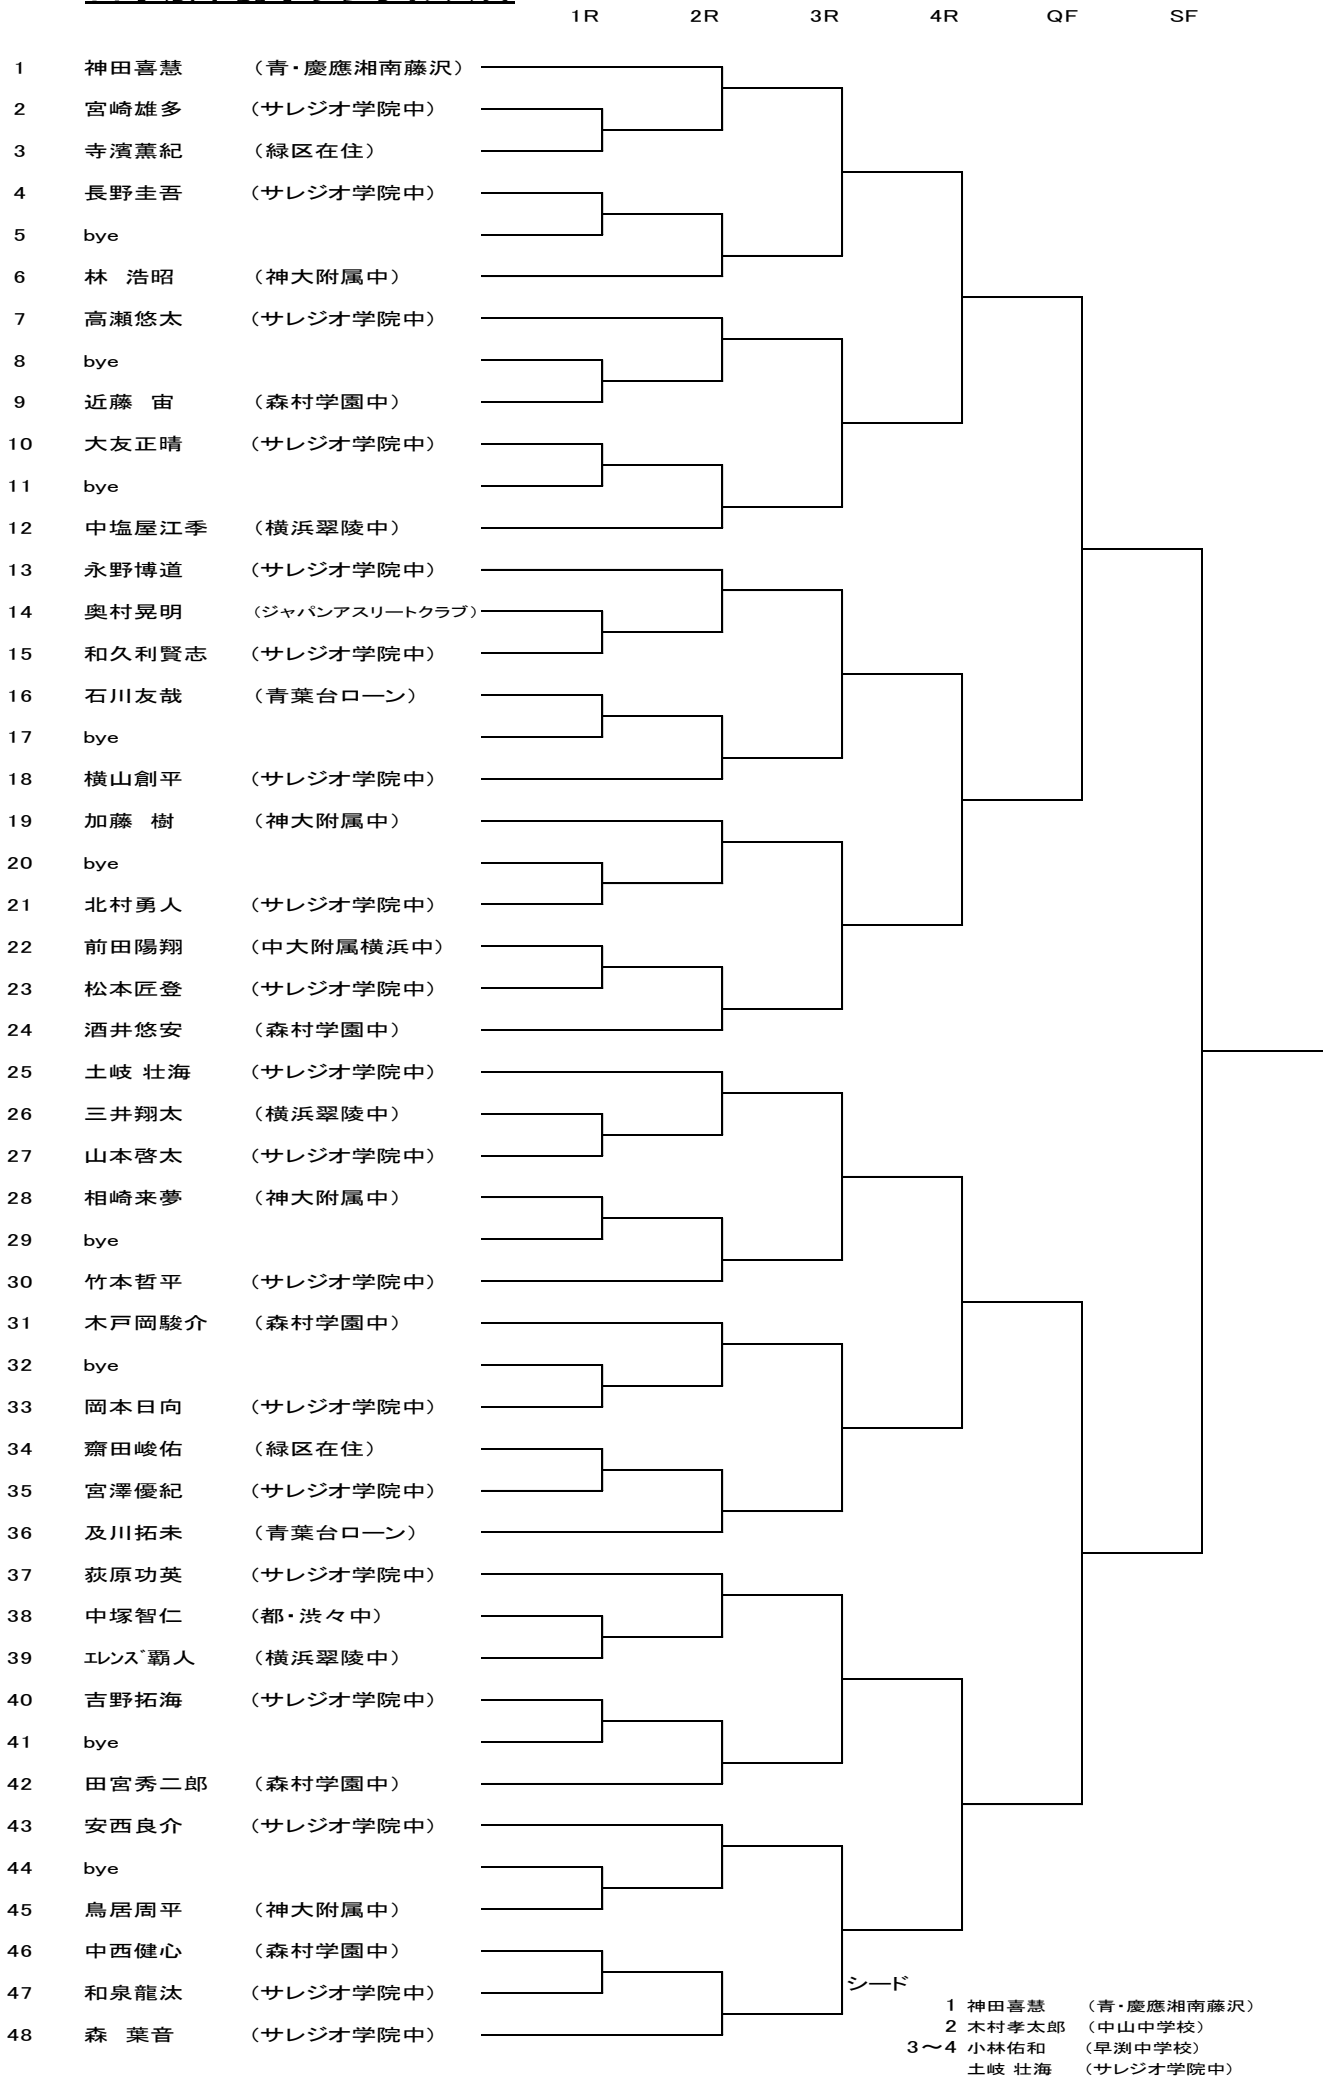 1R 2R 3R 4R QF SF
1 神田喜慧 （青・慶應湘南藤沢）
2 宮崎雄多 （サレジオ学院中）
3 寺濱薫紀 （緑区在住）
4 長野圭吾 （サレジオ学院中）
5 bye
6 林 浩昭 （神大附属中）
7 高瀬悠太 （サレジオ学院中）
8 bye
9 近藤 宙 （森村学園中）
10 大友正晴 （サレジオ学院中）
11 bye
12 中塩屋江季 （横浜翠陵中）
13 永野博道 （サレジオ学院中）
14 奥村晃明 （ジャパンアスリートクラブ）
15 和久利賢志 （サレジオ学院中）
16 石川友哉 （青葉台ローン）
17 bye
18 横山創平 （サレジオ学院中）
19 加藤 樹 （神大附属中）
20 bye
21 北村勇人 （サレジオ学院中）
22 前田陽翔 （中大附属横浜中）
23 松本匠登 （サレジオ学院中）
24 酒井悠安 （森村学園中）
25 土岐 壮海 （サレジオ学院中）
26 三井翔太 （横浜翠陵中）
27 山本啓太 （サレジオ学院中）
28 相崎来夢 （神大附属中）
29 bye
30 竹本哲平 （サレジオ学院中）
31 木戸岡駿介 （森村学園中）
32 bye
33 岡本日向 （サレジオ学院中）
34 齋田峻佑 （緑区在住）
35 宮澤優紀 （サレジオ学院中）
36 及川拓未 （青葉台ローン）
37 荻原功英 （サレジオ学院中）
38 中塚智仁 （都・渋々中）
39 ｴﾚﾝｽﾞ覇人 （横浜翠陵中）
40 吉野拓海 （サレジオ学院中）
41 bye
42 田宮秀二郎 （森村学園中）
43 安西良介 （サレジオ学院中）
44 bye
45 鳥居周平 （神大附属中）
46 中西健心 （森村学園中）
47 和泉龍汰 （サレジオ学院中）
48 森 葉音 （サレジオ学院中）
シード
1 神田喜慧 （青・慶應湘南藤沢）
2 木村孝太郎 （中山中学校）
3～4 小林佑和 （早渕中学校）
土岐 壮海 （サレジオ学院中）